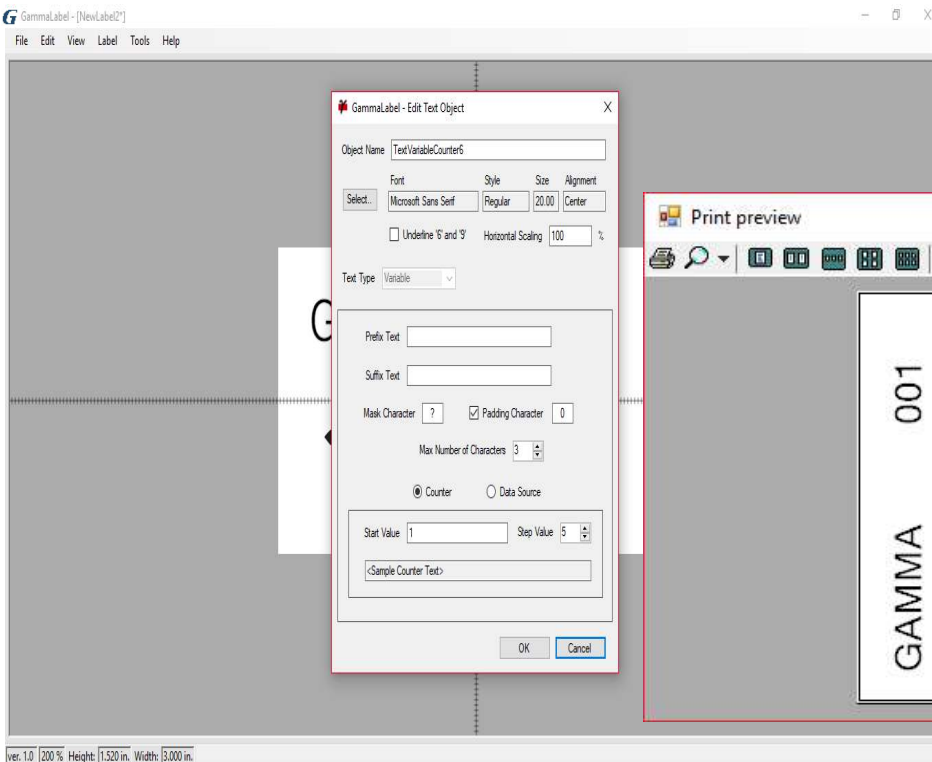 GammaLabel - [NewLabel2*]
File Edit View Label Tools Help
GammaLabel - Edit Text Object
Object Name TextVariableCounter6
Font Style Size Alignment
Select.. Microsoft Sans Serif Regular 20.00 Center
Underline '6' and '9' Horizontal Scaling 100 %
Text Type Variable
Prefix Text
Suffix Text
Mask Character ? Padding Character 0
Max Number of Characters 3
Counter Data Source
Start Value 1 Step Value 5
<Sample Counter Text>
OK Cancel
G
Print preview
GAMMA 001
ver. 1.0 200 % Height: 1.520 in. Width: 3.000 in.